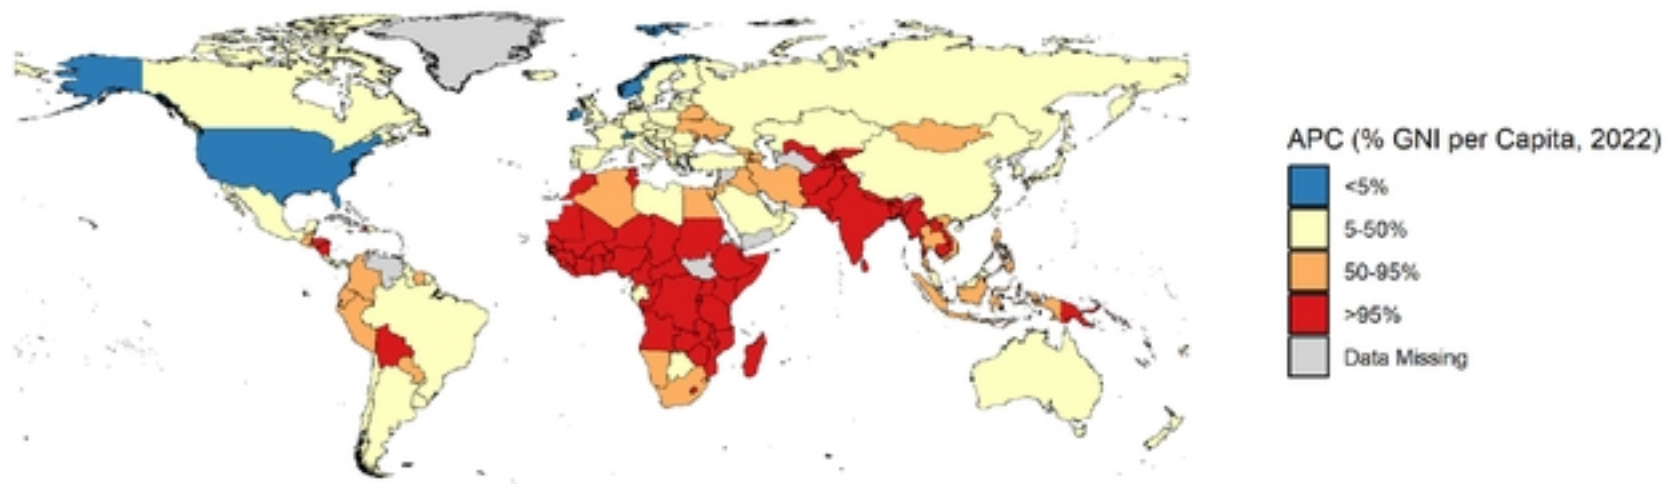 APC (% GNI per Capita, 2022)
<5%
5-50%
50-95%
>95%
Data Missing